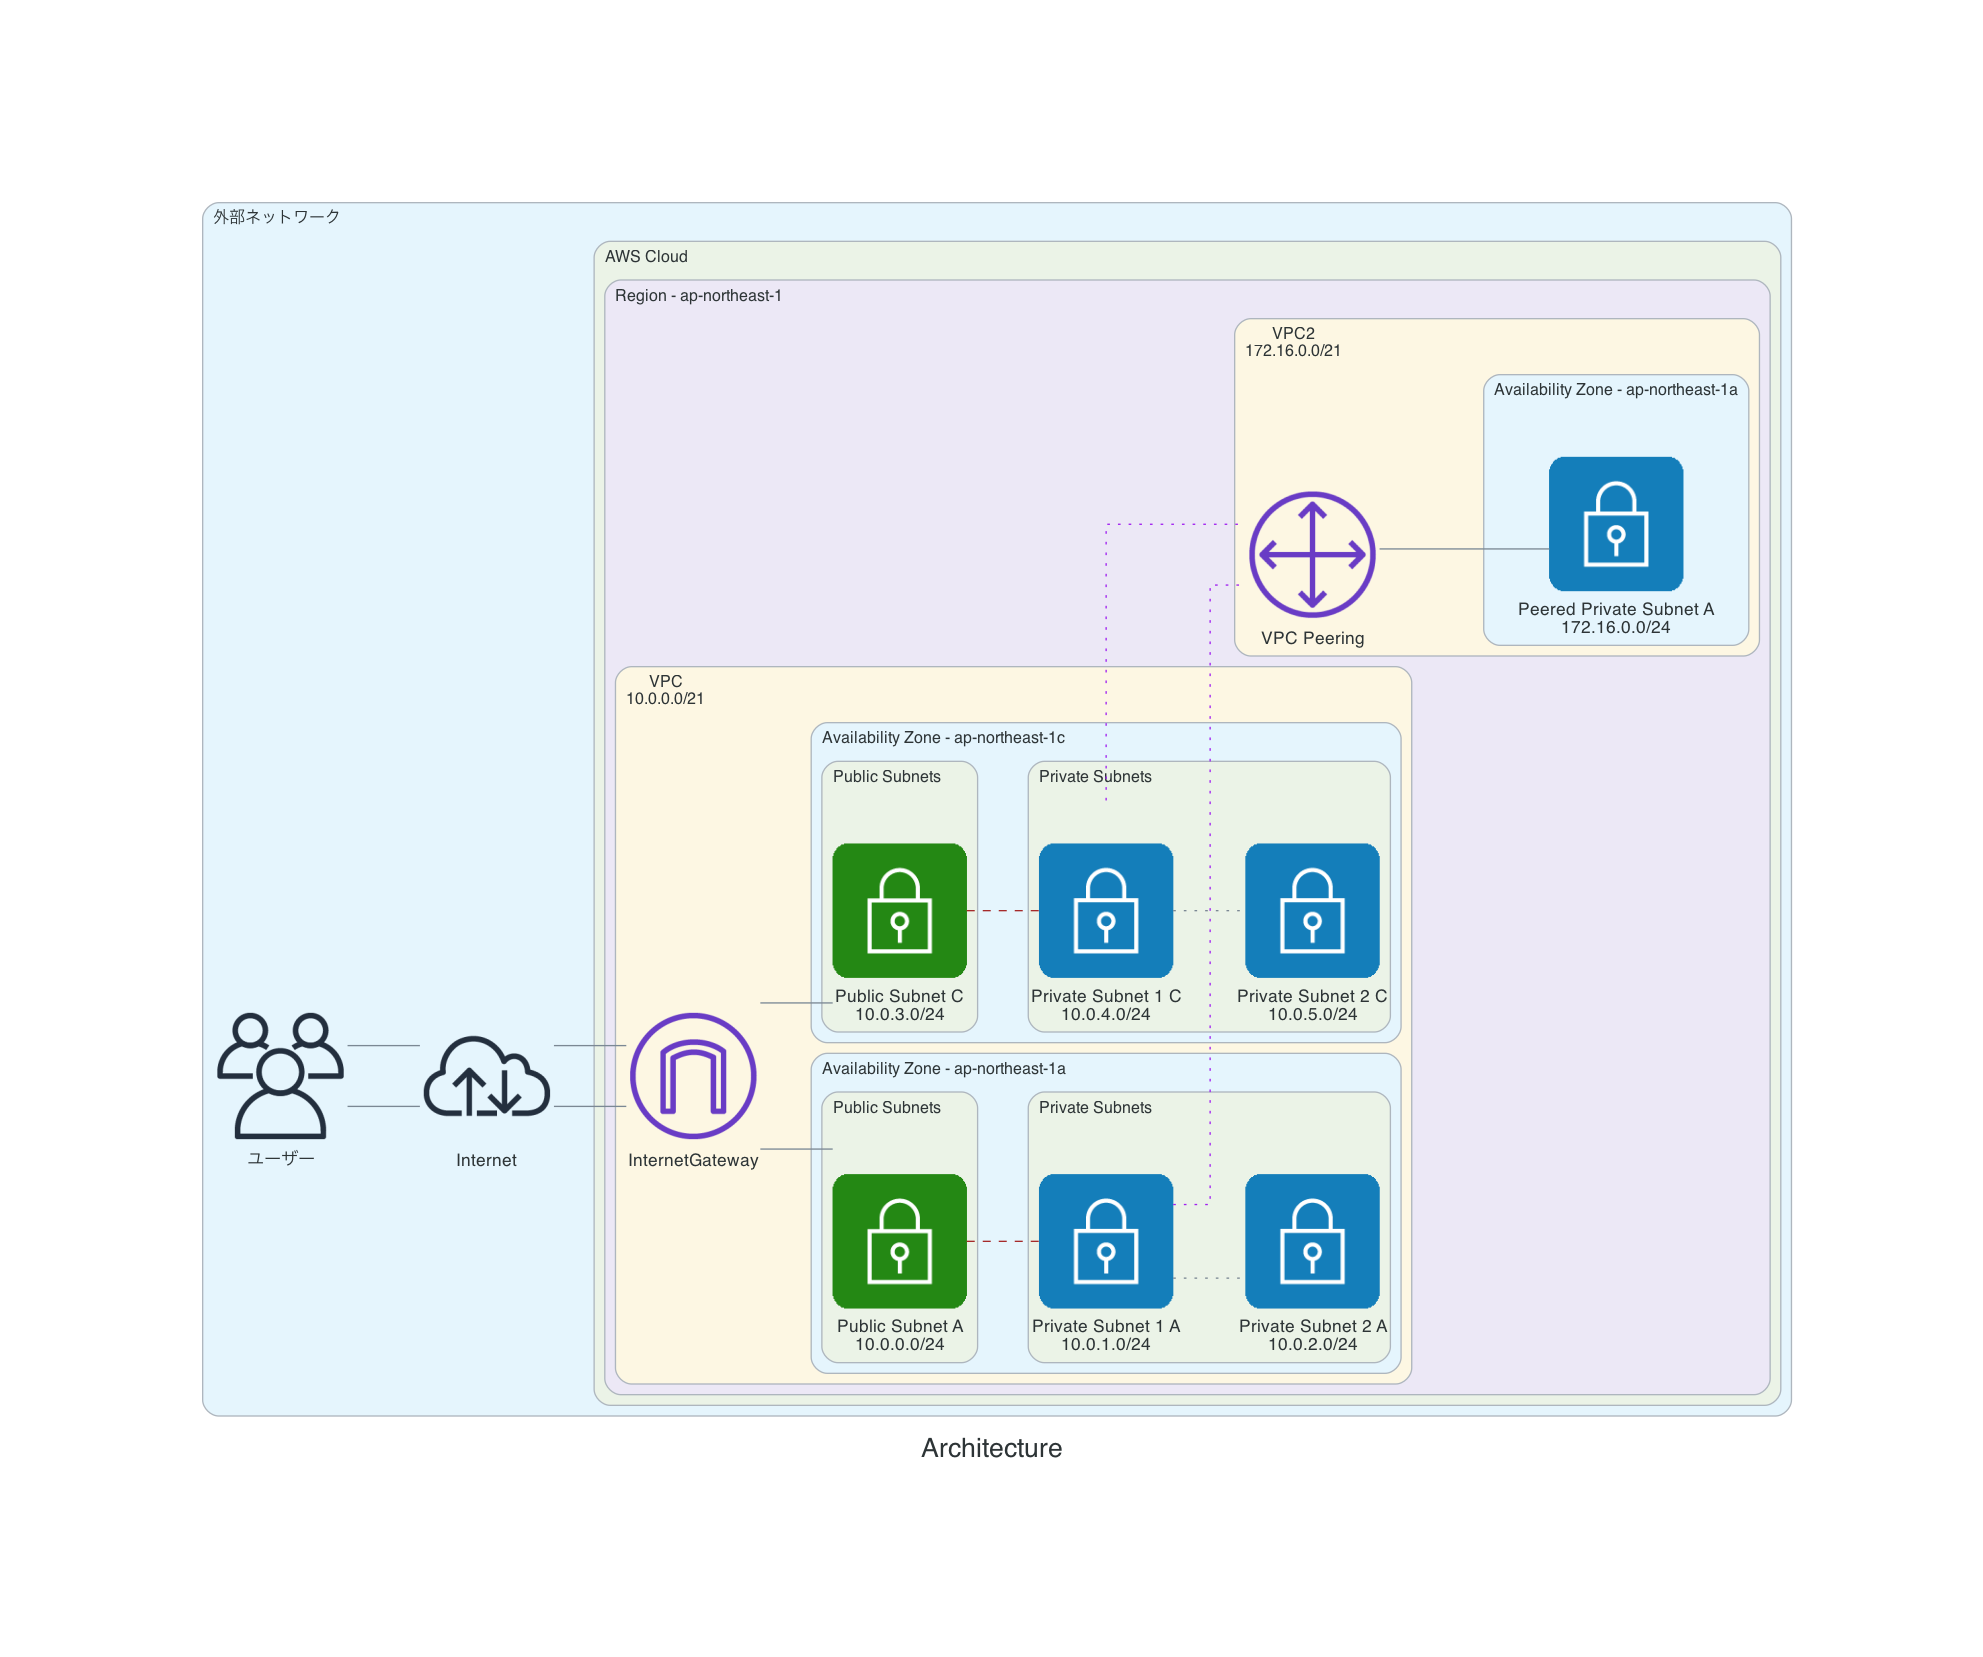 外部ネットワーク
AWS Cloud
Region - ap-northeast-1
VPC2
172.16.0.0/21
Availability Zone - ap-northeast-1a
Peered Private Subnet A
172.16.0.0/24
VPC Peering
VPC
10.0.0.0/21
Availability Zone - ap-northeast-1c
Public Subnets
Private Subnets
Public Subnet C
10.0.3.0/24
Private Subnet 1 C
10.0.4.0/24
Private Subnet 2 C
10.0.5.0/24
ユーザー
Internet
InternetGateway
Availability Zone - ap-northeast-1a
Public Subnets
Private Subnets
Public Subnet A
10.0.0.0/24
Private Subnet 1 A
10.0.1.0/24
Private Subnet 2 A
10.0.2.0/24
Architecture